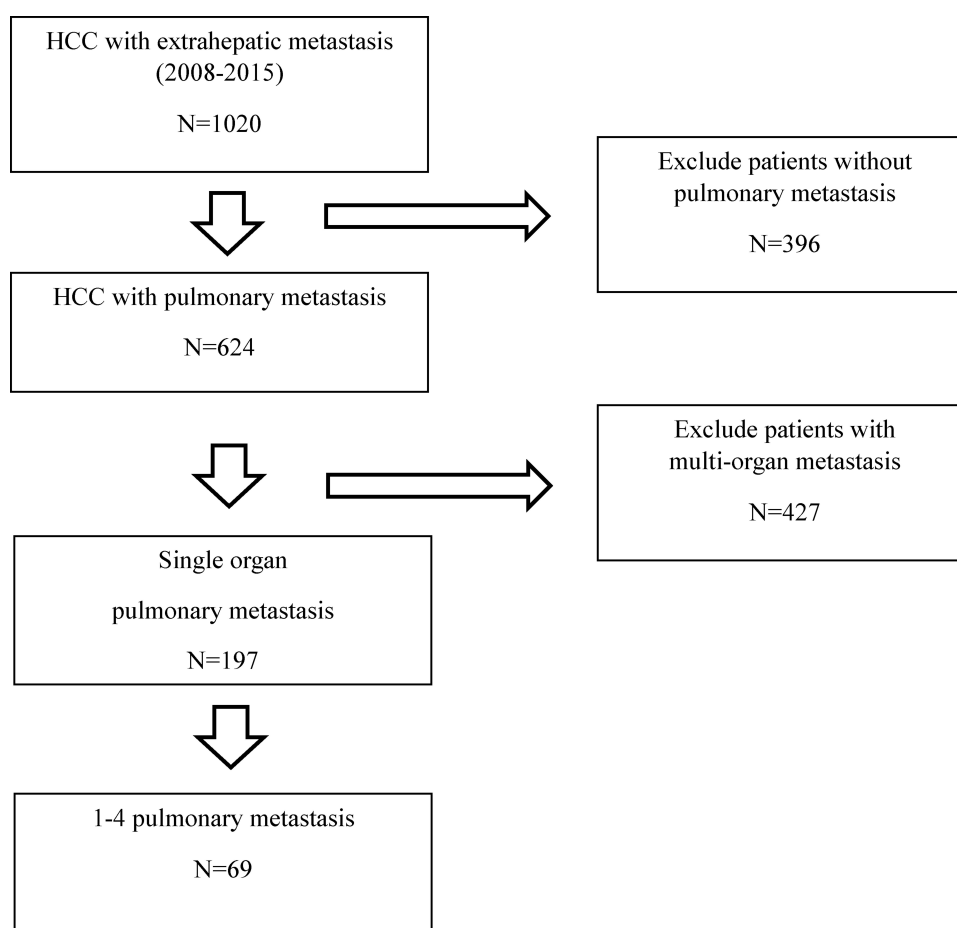 HCC with extrahepatic metastasis
(2008-2015)
N=1020
Exclude patients without
pulmonary metastasis
N=396
HCC with pulmonary metastasis
N=624
Exclude patients with
multi-organ metastasis
N=427
Single organ
pulmonary metastasis
N=197
1-4 pulmonary metastasis
N=69